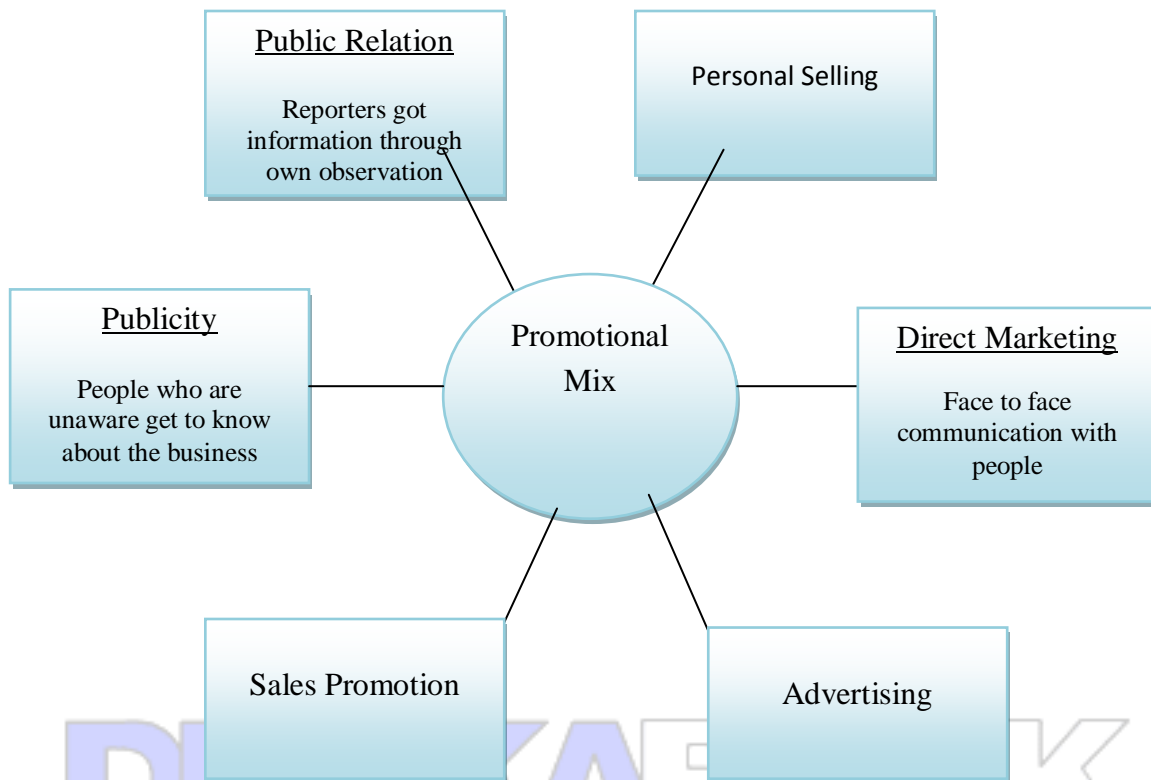 Public Relation
Reporters got
information through
own observation
Personal Selling
Publicity
People who are
unaware get to know
about the business
Promotional
Mix
Direct Marketing
Face to face
communication with
people
Sales Promotion
Advertising